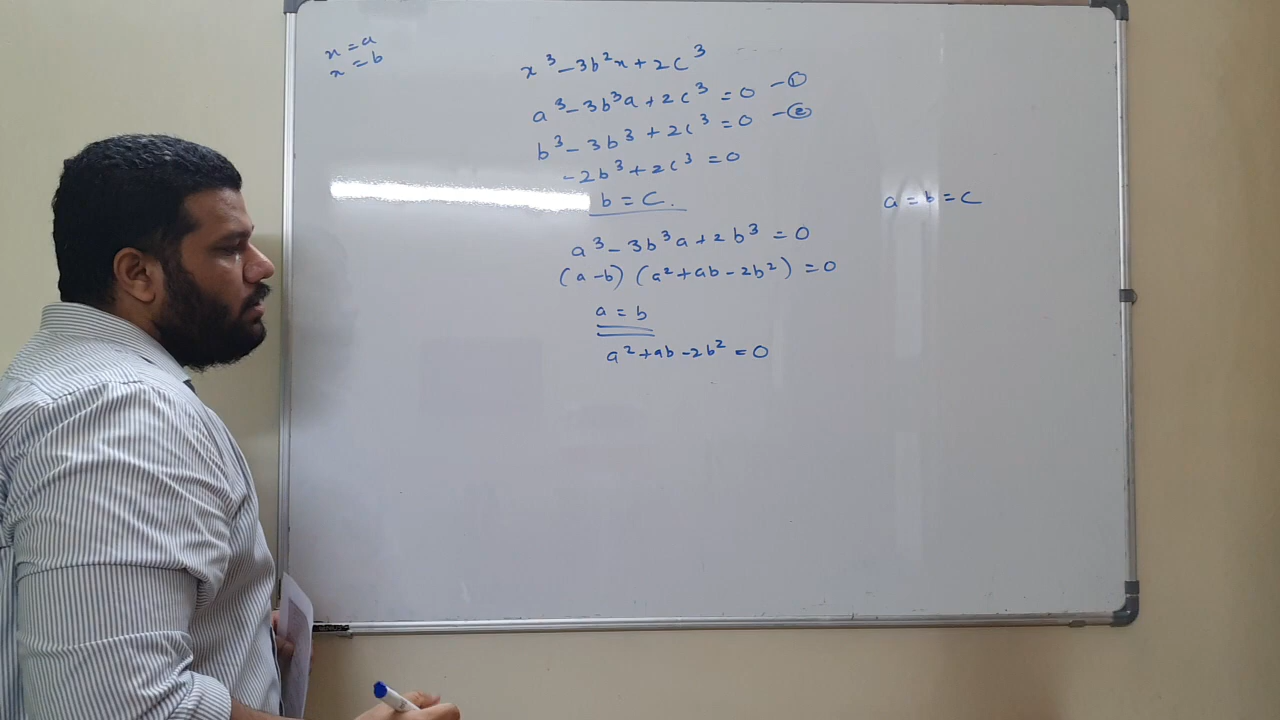 x = a
x = b
x³ - 3b²x + 2c³
a³ - 3b³a + 2c³ = 0 - ①
b³ - 3b³ + 2c³ = 0 - ②
-2b³ + 2c³ = 0
b = c.
a = b = c
a³ - 3b³a + 2b³ = 0
(a-b) (a² + ab - 2b²) = 0
a = b
a² + ab - 2b² = 0